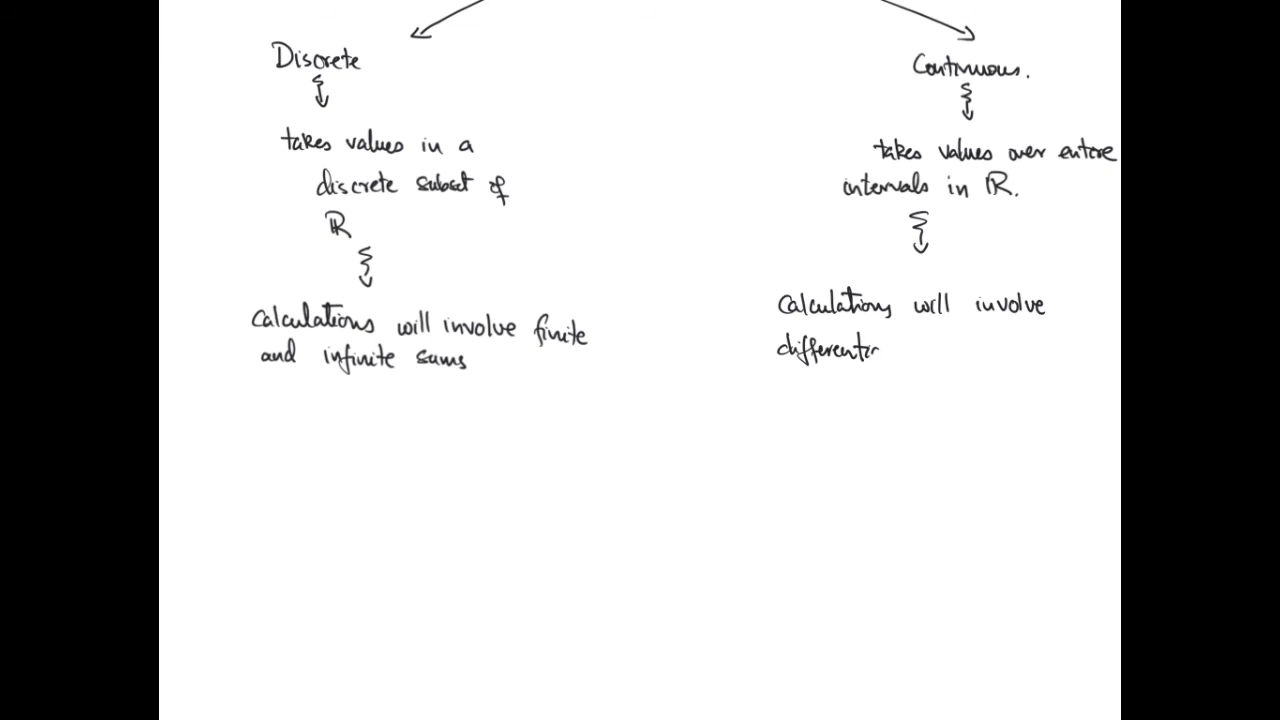 Discrete
takes values in a
discrete subset of
ℝ
Calculations will involve finite
and infinite sums
Continuous.
takes values over entire
intervals in ℝ.
Calculations will involve
differenti